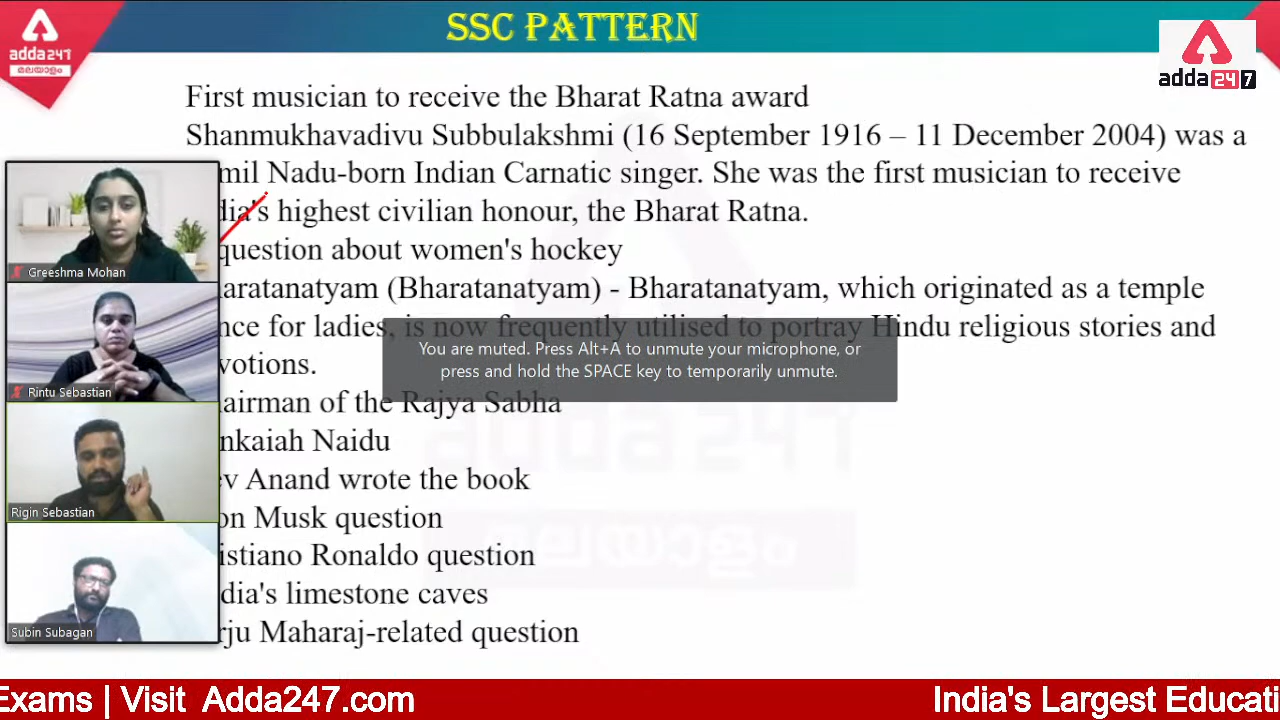 SSC PATTERN
adda247
മലയാളം
adda247
First musician to receive the Bharat Ratna award
Shanmukhavadivu Subbulakshmi (16 September 1916 – 11 December 2004) was a
mil Nadu-born Indian Carnatic singer. She was the first musician to receive
dia's highest civilian honour, the Bharat Ratna.
question about women's hockey
aratanatyam (Bharatanatyam) - Bharatanatyam, which originated as a temple
nce for ladies, is now frequently utilised to portray Hindu religious stories and
votions.
You are muted. Press Alt+A to unmute your microphone, or
press and hold the SPACE key to temporarily unmute.
airman of the Rajya Sabha
nkaiah Naidu
ev Anand wrote the book
on Musk question
istiano Ronaldo question
dia's limestone caves
rju Maharaj-related question
Greeshma Mohan
Rintu Sebastian
Rigin Sebastian
Subin Subagan
adda247
മലയാളം
Exams | Visit Adda247.com
India's Largest Educati